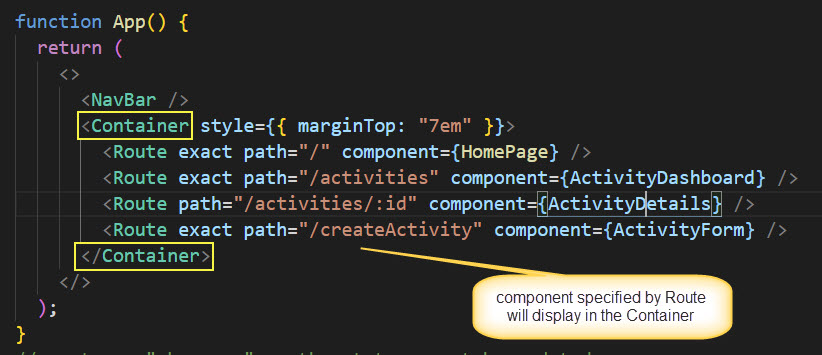 function App() {
return (
<>
<NavBar />
<Container style={{ marginTop: "7em" }}>
<Route exact path="/" component={HomePage} />
<Route exact path="/activities" component={ActivityDashboard} />
<Route path="/activities/:id" component={ActivityDetails} />
<Route exact path="/createActivity" component={ActivityForm} />
</Container>
</>
);
}
component specified by Route
will display in the Container